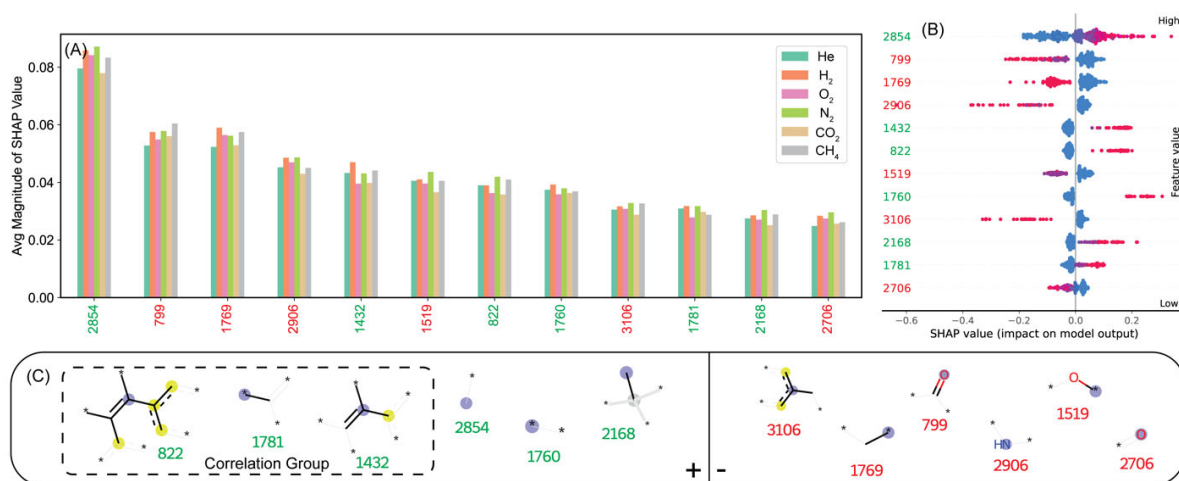 (A)
Avg Magnitude of SHAP Value
0.08
0.06
0.04
0.02
0.00
He
H₂
O₂
N₂
CO₂
CH₄
2854 799 1769 2906 1432 1519 822 1760 3106 1781 2168 2706
(B)
High
2854
799
1769
2906
1432
822
1519
1760
3106
2168
1781
2706
Feature value
Low
−0.6 −0.4 −0.2 0.0 0.2
SHAP value (impact on model output)
(C)
* * * * * * * * * * * * * * *
822
1781
1432
Correlation Group
2854
1760
2168
+
-
3106
1769
799
HN
2906
O
1519
2706